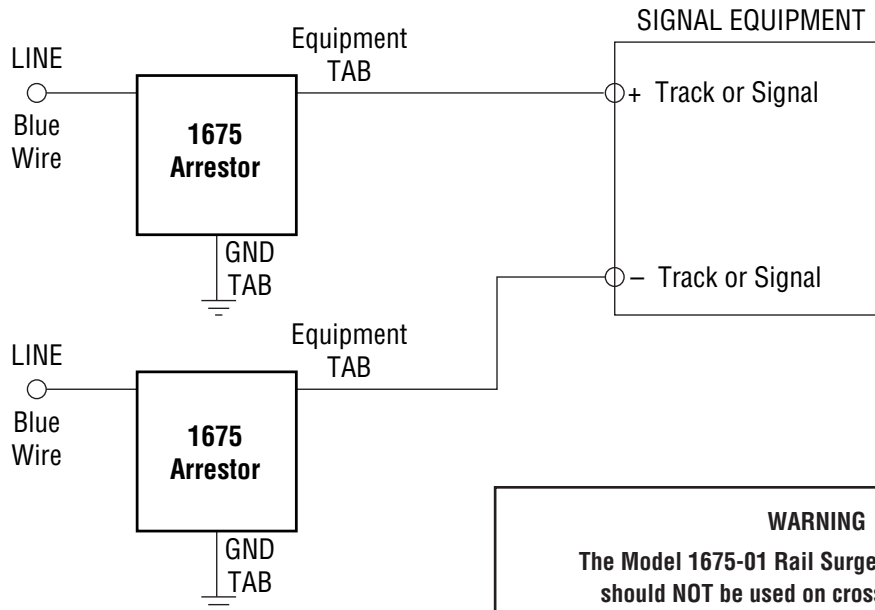 SIGNAL EQUIPMENT
LINE
Blue
Wire
1675
Arrestor
Equipment
TAB
+ Track or Signal
GND
TAB
– Track or Signal
LINE
Blue
Wire
1675
Arrestor
Equipment
TAB
GND
TAB
WARNING
The Model 1675-01 Rail Surge
should NOT be used on